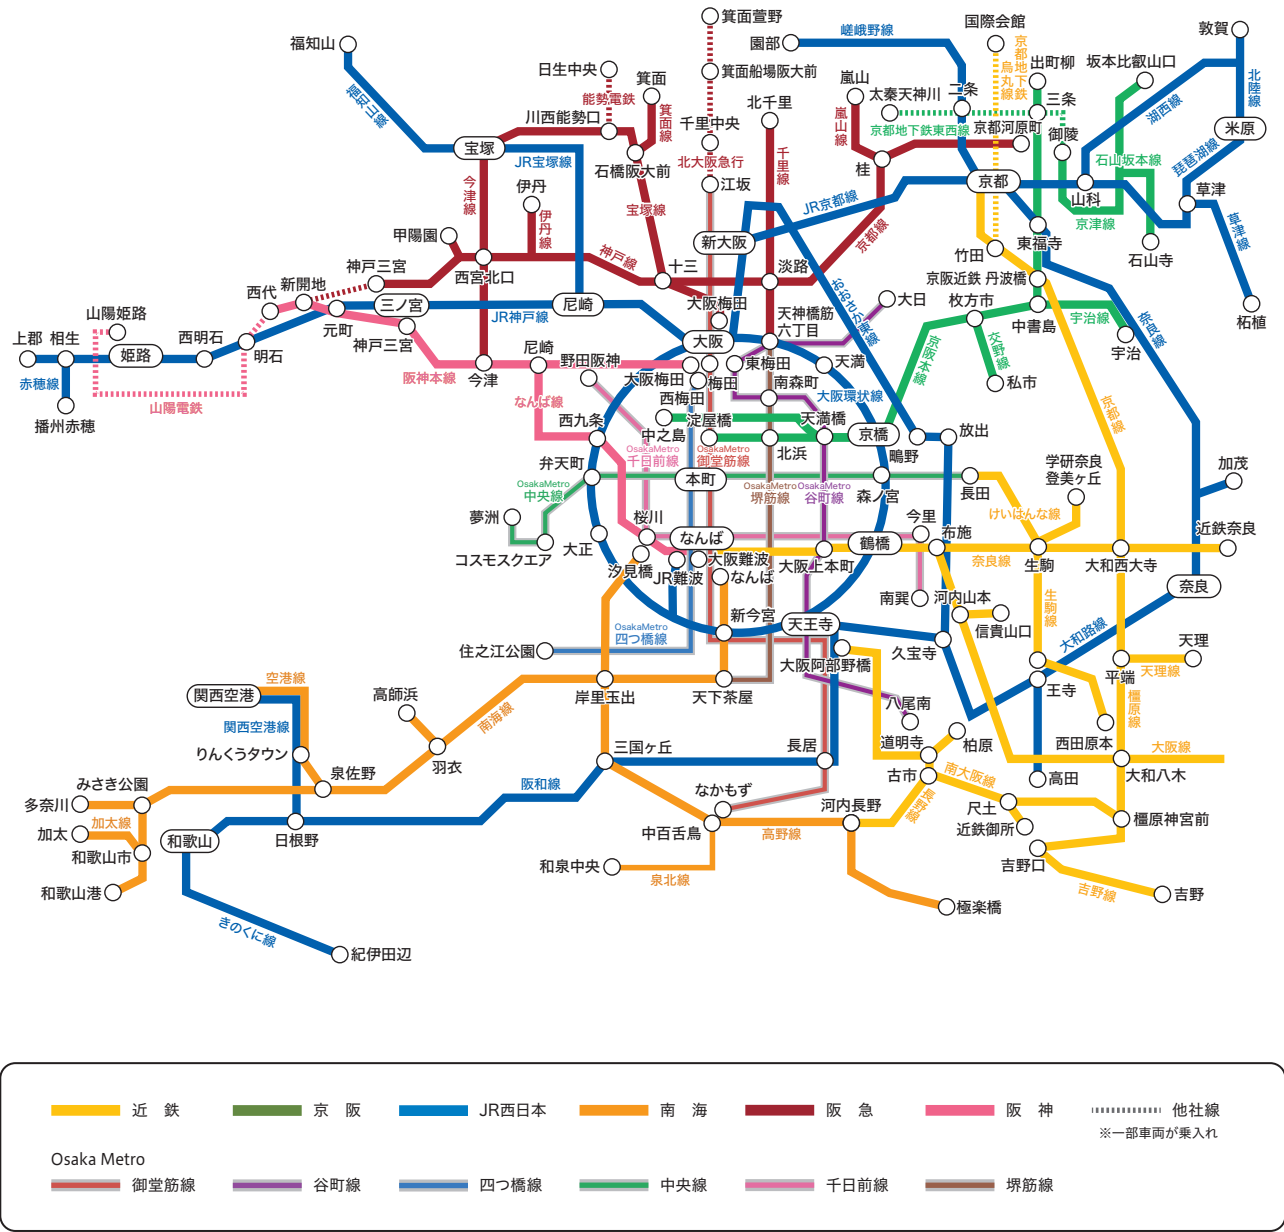 箕面萱野
国際会館
敦賀
福知山
園部
嵯峨野線
京都地下鉄
烏丸線
出町柳
坂本比叡山口
日生中央
箕面
箕面船場阪大前
嵐山
太秦天神川
二条
三条
湖西線
北陸線
能勢電鉄
川西能勢口
箕面線
千里中央
北千里
嵐山線
京都地下鉄東西線
京都河原町
御陵
米原
福知山線
宝塚
JR宝塚線
石橋阪大前
北大阪急行
千里線
桂
石山坂本線
琵琶湖線
今津線
伊丹
伊丹線
宝塚線
江坂
京都
山科
草津
JR京都線
京津線
草津線
甲陽園
新大阪
京都線
東福寺
石山寺
神戸三宮
西宮北口
神戸線
十三
淡路
竹田
京阪近鉄 丹波橋
西代
新開地
大阪梅田
おおさか東線
大日
枚方市
中書島
宇治線
奈良線
柘植
山陽姫路
三ノ宮
尼崎
JR神戸線
天神橋筋
六丁目
宇治
上郡
相生
姫路
西明石
明石
元町
神戸三宮
大阪
京阪本線
交野線
赤穂線
山陽電鉄
阪神本線
今津
尼崎
野田阪神
大阪梅田
梅田
東梅田
天満
私市
播州赤穂
なんば線
西梅田
南森町
大阪環状線
京都線
西九条
中之島
淀屋橋
天満橋
京橋
鴫野
放出
OsakaMetro
千日前線
OsakaMetro
御堂筋線
北浜
弁天町
本町
森ノ宮
長田
学研奈良
登美ヶ丘
加茂
OsakaMetro
中央線
OsakaMetro
堺筋線
OsakaMetro
谷町線
けいはんな線
夢洲
コスモスクエア
大正
桜川
なんば
鶴橋
今里
布施
近鉄奈良
汐見橋
JR難波
大阪難波
なんば
大阪上本町
奈良線
生駒
大和西大寺
奈良
南巽
河内山本
信貴山口
生駒線
OsakaMetro
四つ橋線
新今宮
天王寺
大和路線
住之江公園
大阪阿部野橋
久宝寺
天理
天理線
関西空港
空港線
高師浜
岸里玉出
天下茶屋
王寺
平端
関西空港線
南海線
八尾南
橿原線
りんくうタウン
羽衣
三国ヶ丘
長居
道明寺
柏原
西田原本
大阪線
みさき公園
泉佐野
阪和線
古市
南大阪線
高田
大和八木
多奈川
なかもず
河内長野
長野線
尺土
加太
加太線
和歌山
日根野
中百舌鳥
高野線
近鉄御所
橿原神宮前
和歌山市
和泉中央
泉北線
吉野口
和歌山港
吉野線
吉野
極楽橋
きのくに線
紀伊田辺
近 鉄
京 阪
JR西日本
南 海
阪 急
阪 神
他社線
※一部車両が乗入れ
Osaka Metro
御堂筋線
谷町線
四つ橋線
中央線
千日前線
堺筋線